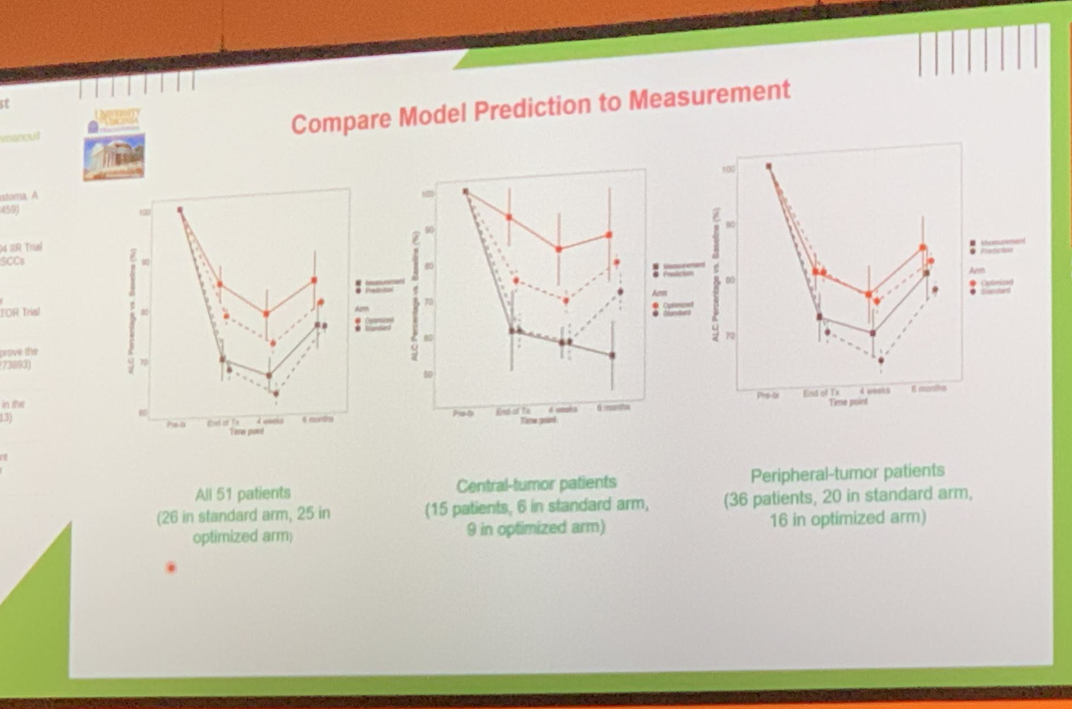 st
stoma, A
459)
IIR Trial
SCCs
TOR Trial
prove the
73893)
in the
13)
UNIVERSITY
VIRGINIA
Compare Model Prediction to Measurement
ALC Percentage vs. Baseline (%)
100
90
80
70
60
Pre-tx End of Tx 4 weeks 6 months
Time point
Measurement
Prediction
Arm
Optimized
Standard
All 51 patients
(26 in standard arm, 25 in
optimized arm)
ALC Percentage vs. Baseline (%)
100
90
80
70
60
50
Pre-tx End of Tx 4 weeks 6 months
Time point
Measurement
Prediction
Arm
Optimized
Standard
Central-tumor patients
(15 patients, 6 in standard arm,
9 in optimized arm)
ALC Percentage vs. Baseline (%)
100
90
80
70
Pre-tx End of Tx 4 weeks 6 months
Time point
Measurement
Prediction
Arm
Optimized
Standard
Peripheral-tumor patients
(36 patients, 20 in standard arm,
16 in optimized arm)